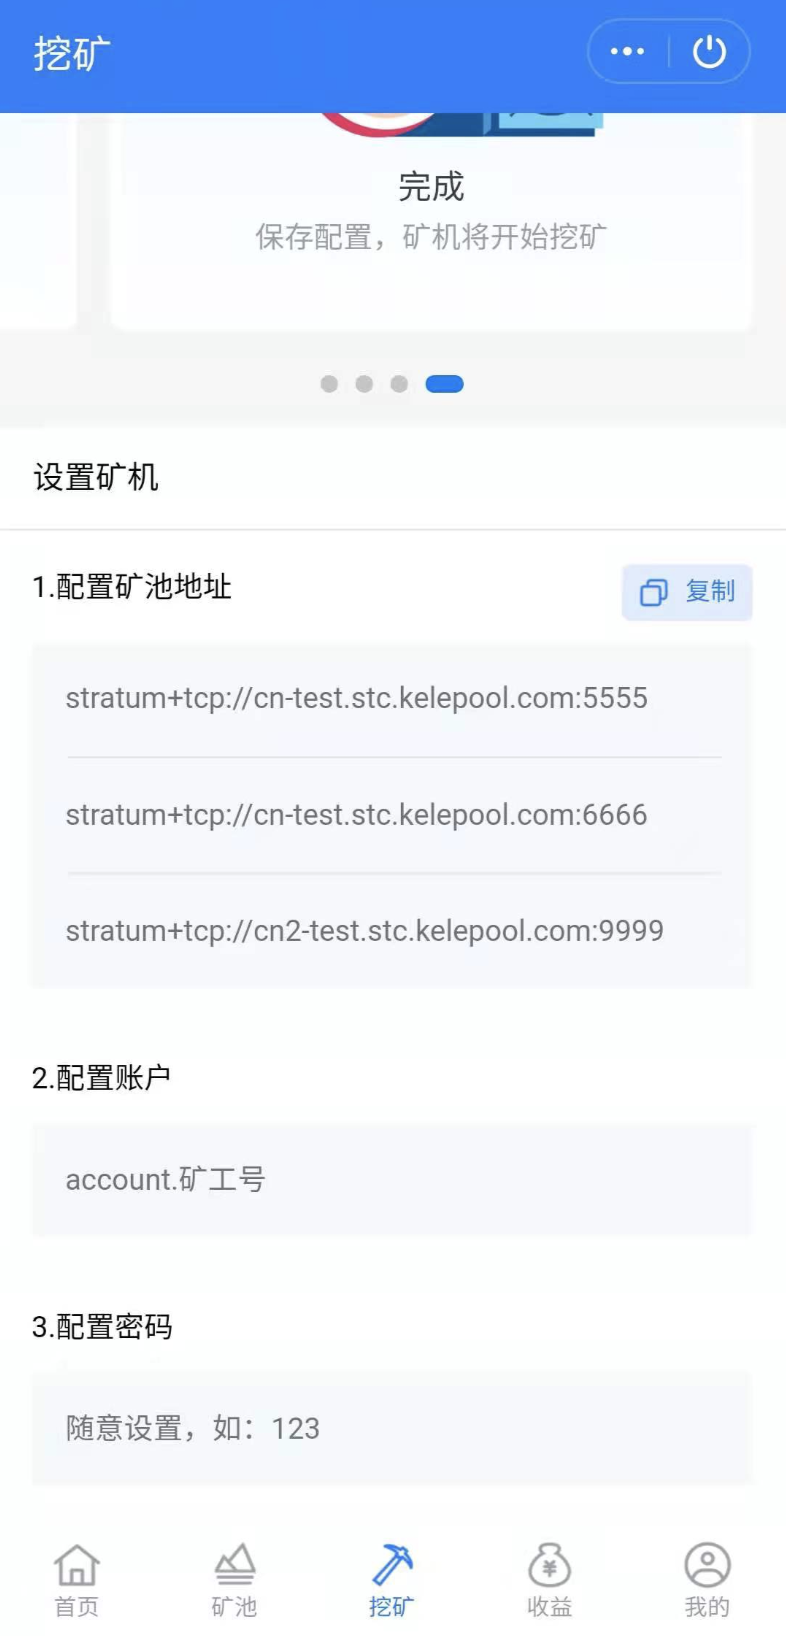 挖矿
完成
保存配置，矿机将开始挖矿
设置矿机
1.配置矿池地址
复制
stratum+tcp://cn-test.stc.kelepool.com:5555
stratum+tcp://cn-test.stc.kelepool.com:6666
stratum+tcp://cn2-test.stc.kelepool.com:9999
2.配置账户
account.矿工号
3.配置密码
随意设置，如：123
首页 矿池 挖矿 收益 我的